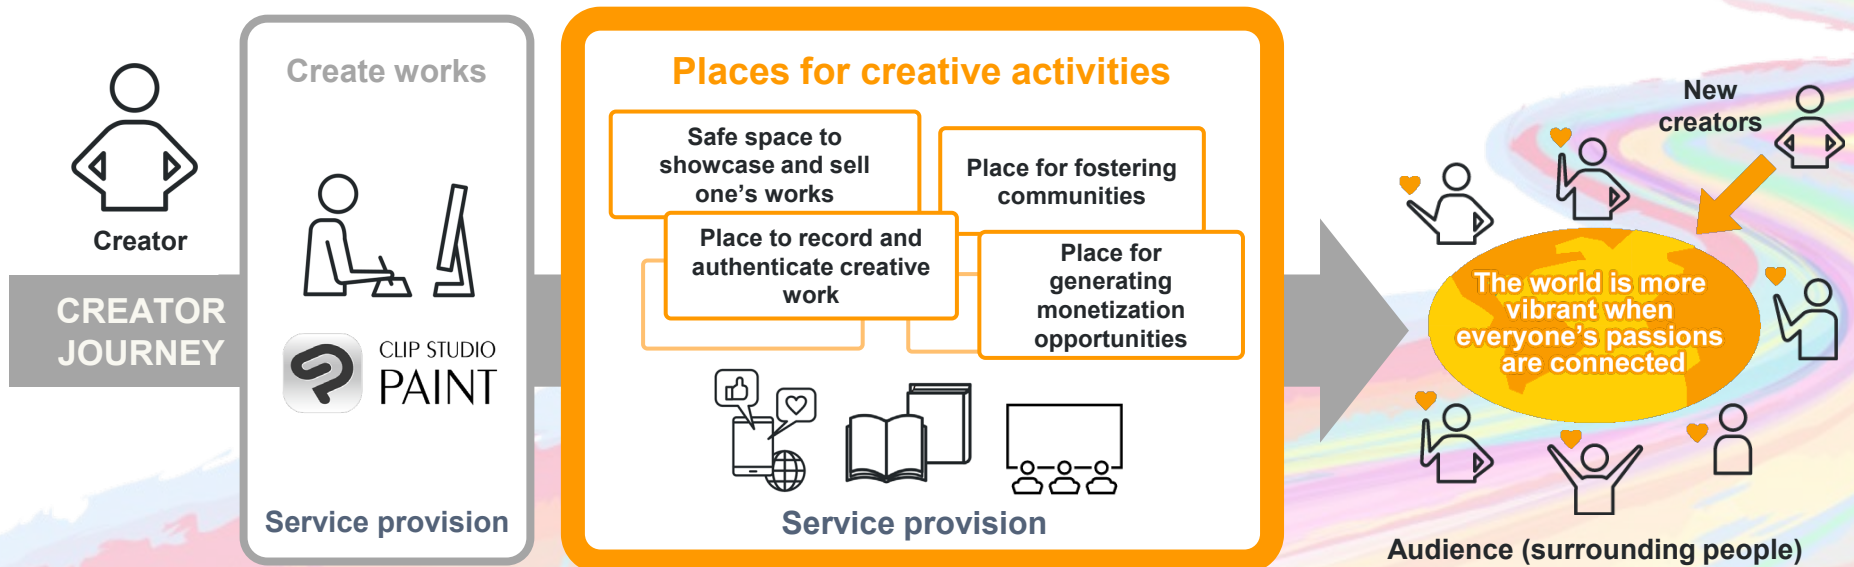 Creator
CREATOR
JOURNEY
Create works
CLIP STUDIO
PAINT
Service provision
Places for creative activities
Safe space to
showcase and sell
one's works
Place for fostering
communities
Place to record and
authenticate creative
work
Place for
generating
monetization
opportunities
Service provision
New
creators
The world is more
vibrant when
everyone's passions
are connected
Audience (surrounding people)